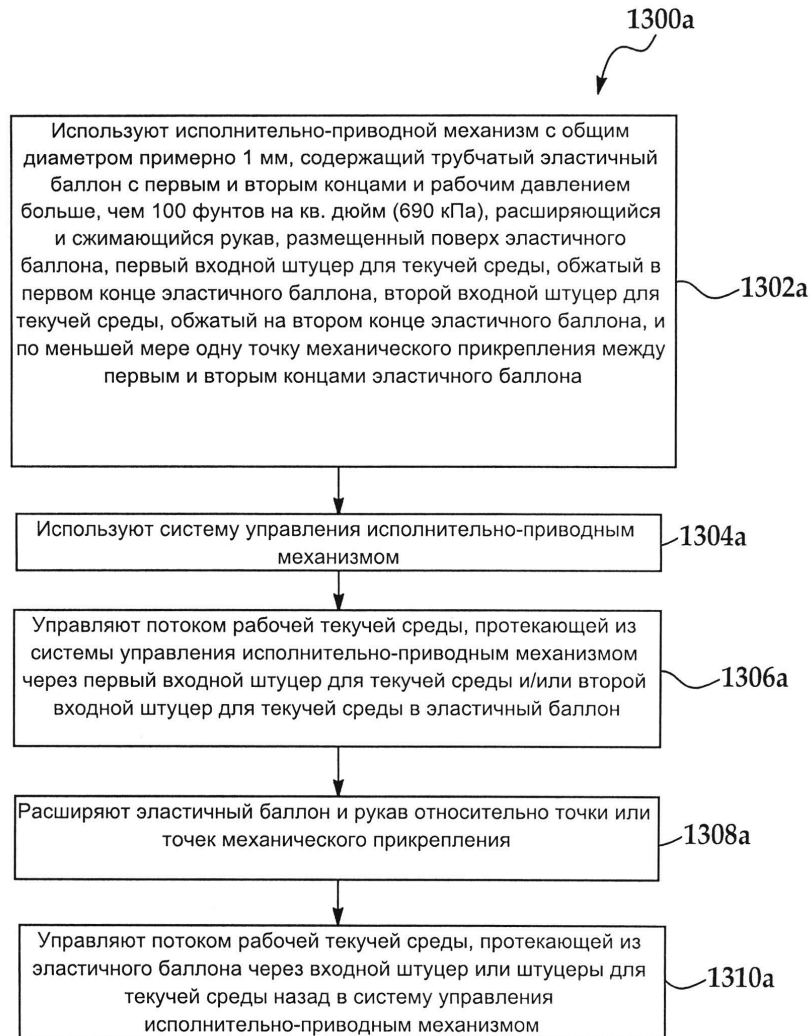 1300a
Используют исполнительно-приводной механизм с общим
диаметром примерно 1 мм, содержащий трубчатый эластичный
баллон с первым и вторым концами и рабочим давлением
больше, чем 100 фунтов на кв. дюйм (690 кПа), расширяющийся
и сжимающийся рукав, размещенный поверх эластичного
баллона, первый входной штуцер для текучей среды, обжатый в
первом конце эластичного баллона, второй входной штуцер для
текучей среды, обжатый на втором конце эластичного баллона, и
по меньшей мере одну точку механического прикрепления между
первым и вторым концами эластичного баллона
1302a
Используют систему управления исполнительно-приводным
механизмом
1304a
Управляют потоком рабочей текучей среды, протекающей из
системы управления исполнительно-приводным механизмом
через первый входной штуцер для текучей среды и/или второй
входной штуцер для текучей среды в эластичный баллон
1306a
Расширяют эластичный баллон и рукав относительно точки или
точек механического прикрепления
1308a
Управляют потоком рабочей текучей среды, протекающей из
эластичного баллона через входной штуцер или штуцеры для
текучей среды назад в систему управления
исполнительно-приводным механизмом
1310a